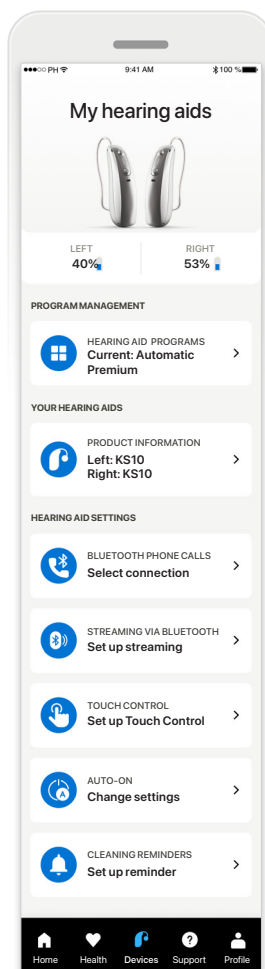 PH 9:41 AM 100 %
My hearing aids
LEFT RIGHT
40% 53%
PROGRAM MANAGEMENT
HEARING AID PROGRAMS
Current: Automatic
Premium
YOUR HEARING AIDS
PRODUCT INFORMATION
Left: KS10
Right: KS10
HEARING AID SETTINGS
BLUETOOTH PHONE CALLS
Select connection
STREAMING VIA BLUETOOTH
Set up streaming
TOUCH CONTROL
Set up Touch Control
A
AUTO-ON
Change settings
CLEANING REMINDERS
Set up reminder
Home Health Devices Support Profile